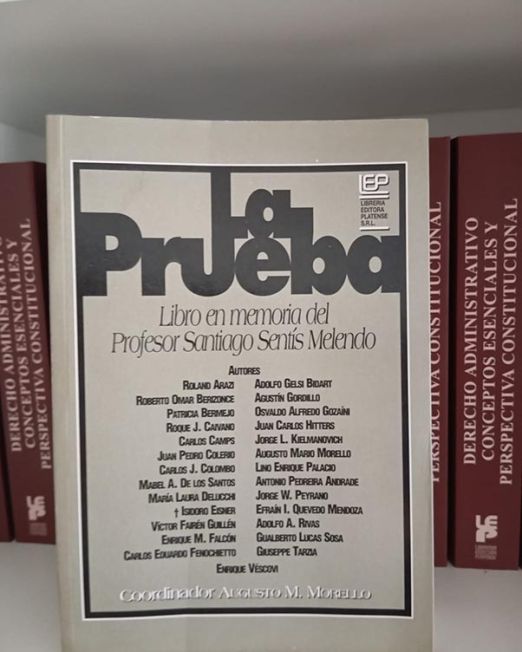 La
Prueba
LEP
LIBRERIA
EDITORA
PLATENSE
S.R.L.
Libro en memoria del
Profesor Santiago Sentís Melendo
AUTORES
ROLAND ARAZI
ROBERTO OMAR BERIZONCE
PATRICIA BERMEJO
ROQUE J. CAIVANO
CARLOS CAMPS
JUAN PEDRO COLERIO
CARLOS J. COLOMBO
MABEL A. DE LOS SANTOS
MARÍA LAURA DELUCCHI
† ISIDORO EISNER
VÍCTOR FAIRÉN GUILLÉN
ENRIQUE M. FALCÓN
CARLOS EDUARDO FENOCHIETTO
ADOLFO GELSI BIDART
AGUSTÍN GORDILLO
OSVALDO ALFREDO GOZAÍNI
JUAN CARLOS HITTERS
JORGE L. KIELMANOVICH
AUGUSTO MARIO MORELLO
LINO ENRIQUE PALACIO
ANTONIO PEDREIRA ANDRADE
JORGE W. PEYRANO
EFRAÍN I. QUEVEDO MENDOZA
ADOLFO A. RIVAS
GUALBERTO LUCAS SOSA
GIUSEPPE TARZIA
ENRIQUE VÉSCOVI
Coordinador AUGUSTO M. MORELLO
DERECHO ADMINISTRATIVO
CONCEPTOS ESENCIALES Y
PERSPECTIVA CONSTITUCIONAL
PERSPECTIVA CONSTITUCIONAL
DERECHO ADMINISTRATIVO
CONCEPTOS ESENCIALES Y
PERSPECTIVA CONSTITUCIONAL
LEP
LIBRERIA
EDITORA
PLATENSE